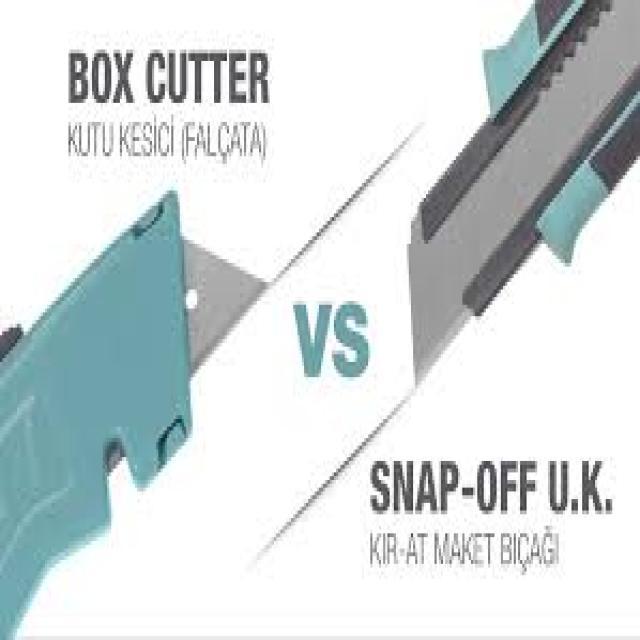 BOX CUTTER
KUTU KESİCİ (FALÇATA)
VS
SNAP-OFF U.K.
KIR-AT MAKET BIÇAĞI